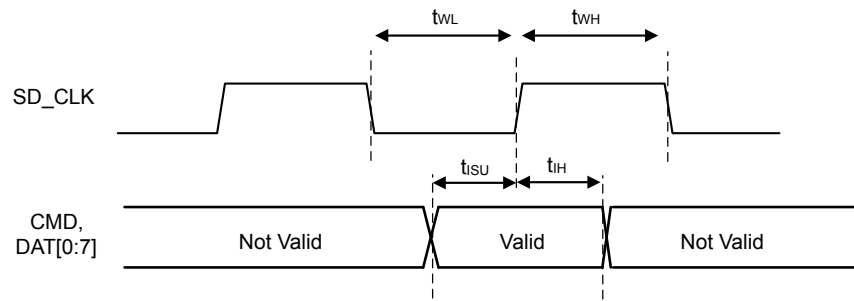 tWL tWH
SD_CLK
tISU tIH
CMD,
DAT[0:7]
Not Valid Valid Not Valid